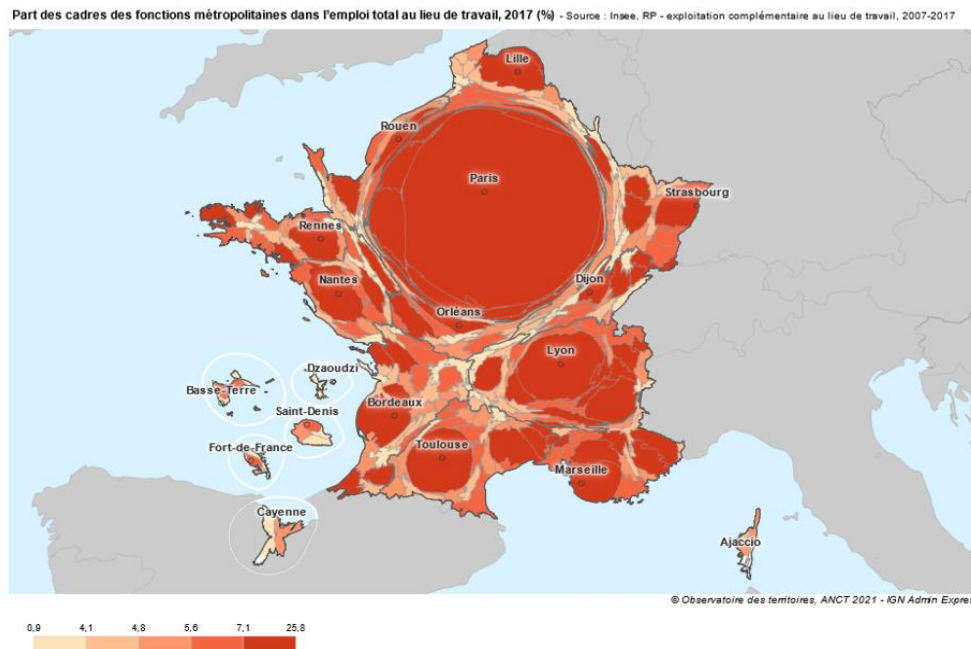 Part des cadres des fonctions métropolitaines dans l'emploi total au lieu de travail, 2017 (%) - Source : Insee, RP - exploitation complémentaire au lieu de travail, 2007-2017
Lille
Rouen
Paris
Strasbourg
Rennes
Nantes
Dijon
Orléans
Lyon
Dzaoudzi
Basse-Terre
Bordeaux
Saint-Denis
Fort-de-France
Toulouse
Marseille
Cayenne
Ajaccio
© Observatoire des territoires, ANCT 2021 - IGN Admin Expres
0,9 4,1 4,8 5,6 7,1 25,8